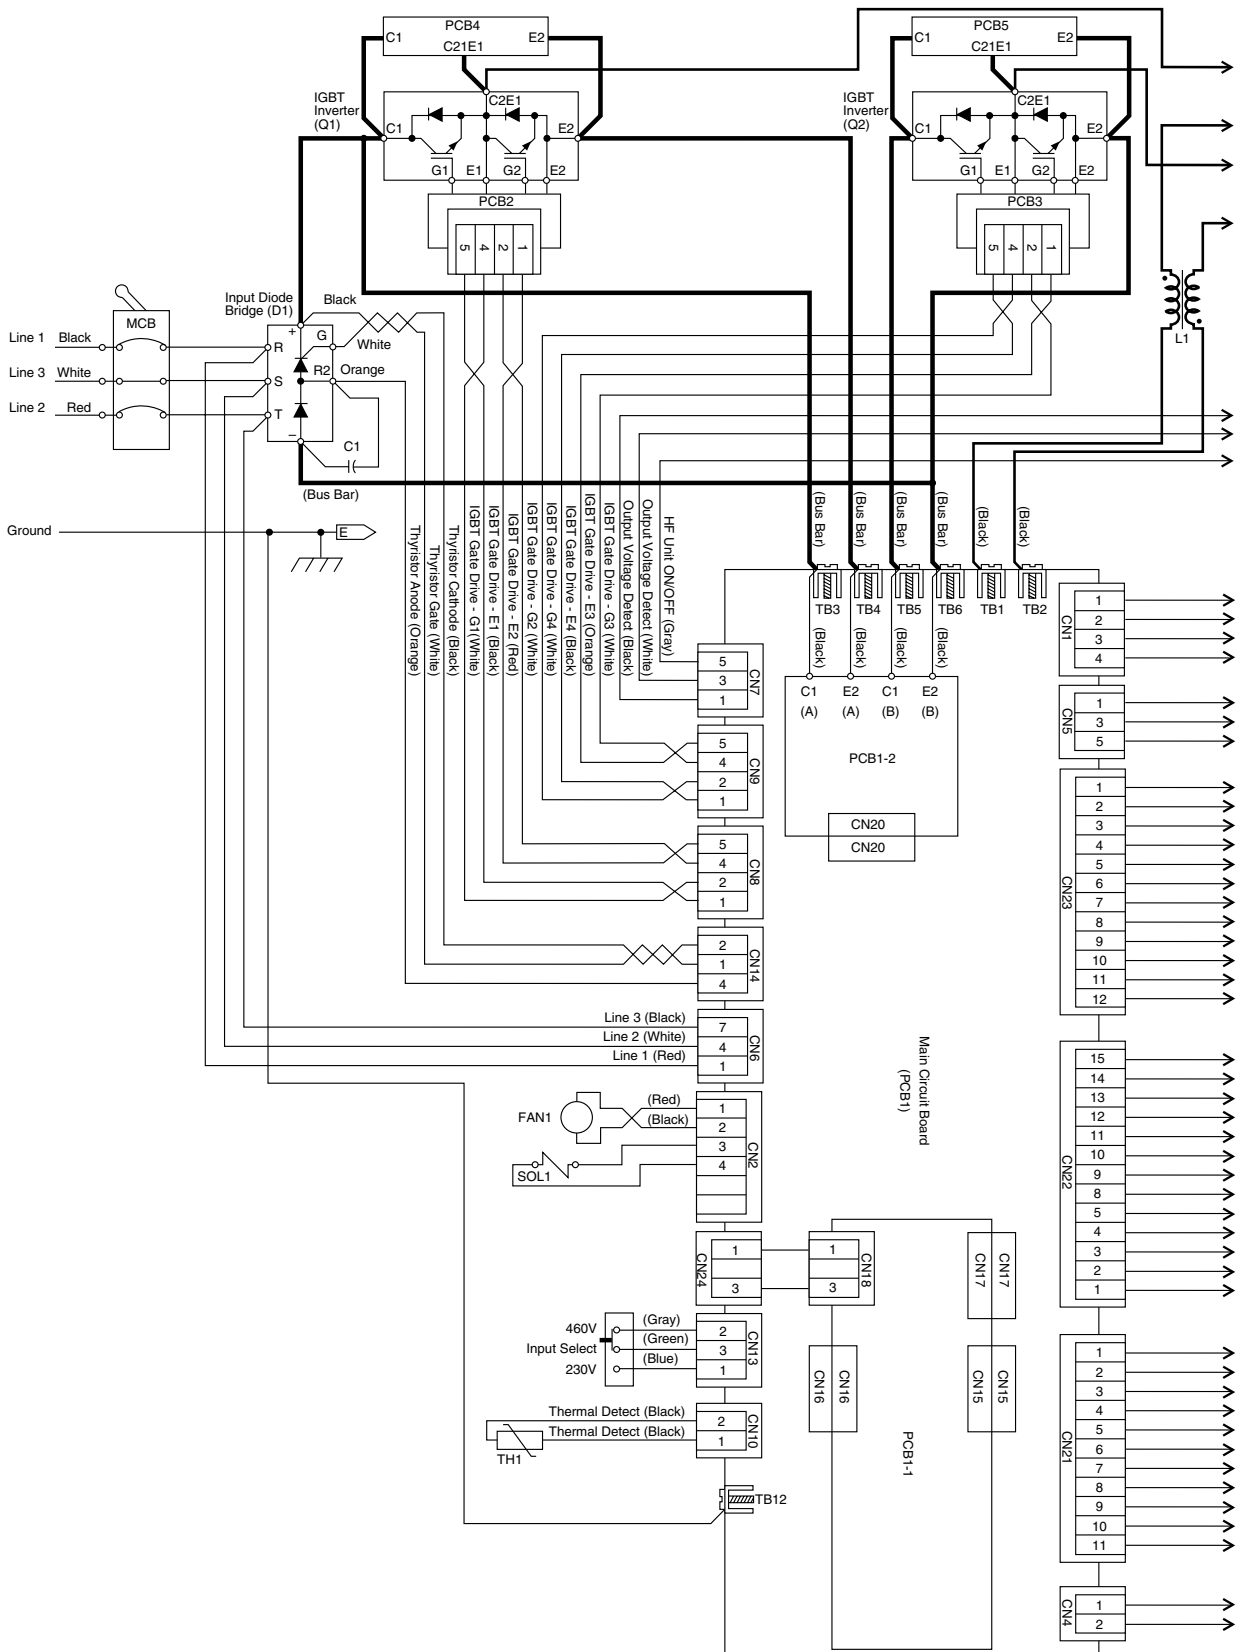 PCB4
C1
E2
C21E1
PCB5
C1
E2
C21E1
IGBT
Inverter
(Q1)
C2E1
C1
E2
G1
E1
G2
E2
IGBT
Inverter
(Q2)
C2E1
C1
E2
G1
E1
G2
E2
PCB2
5
4
2
1
PCB3
5
4
2
1
Input Diode
Bridge (D1)
Black
White
Orange
+
G
R
R2
S
T
–
C1
(Bus Bar)
MCB
Line 1 Black
Line 3 White
Line 2 Red
L1
Ground
E
Thyristor Anode (Orange)
Thyristor Gate (White)
Thyristor Cathode (Black)
IGBT Gate Drive - G1(White)
IGBT Gate Drive - E1 (Black)
IGBT Gate Drive - E2 (Red)
IGBT Gate Drive - G2 (White)
IGBT Gate Drive - G4 (White)
IGBT Gate Drive - E4 (Black)
IGBT Gate Drive - E3 (Orange)
IGBT Gate Drive - G3 (White)
Output Voltage Detect (Black)
Output Voltage Detect (White)
HF Unit ON/OFF (Gray)
(Bus Bar)
(Bus Bar)
(Bus Bar)
(Bus Bar)
(Black)
(Black)
TB3
TB4
TB5
TB6
TB1
TB2
(Black)
(Black)
(Black)
(Black)
C1
E2
C1
E2
(A)
(A)
(B)
(B)
PCB1-2
CN20
CN20
CN7
5
3
1
CN9
5
4
2
1
CN8
5
4
2
1
CN14
2
1
4
Line 3 (Black)
Line 2 (White)
Line 1 (Red)
CN6
7
4
1
FAN1
(Red)
(Black)
SOL1
CN2
1
2
3
4
CN24
1
3
CN18
1
3
CN17
CN17
460V
Input Select
230V
(Gray)
(Green)
(Blue)
CN13
2
3
1
CN16
CN16
CN15
CN15
Thermal Detect (Black)
Thermal Detect (Black)
TH1
CN10
2
1
PCB1-1
TB12
Main Circuit Board
(PCB1)
CN1
1
2
3
4
CN5
1
3
5
CN23
1
2
3
4
5
6
7
8
9
10
11
12
CN22
15
14
13
12
11
10
9
8
5
4
3
2
1
CN21
1
2
3
4
5
6
7
8
9
10
11
CN4
1
2